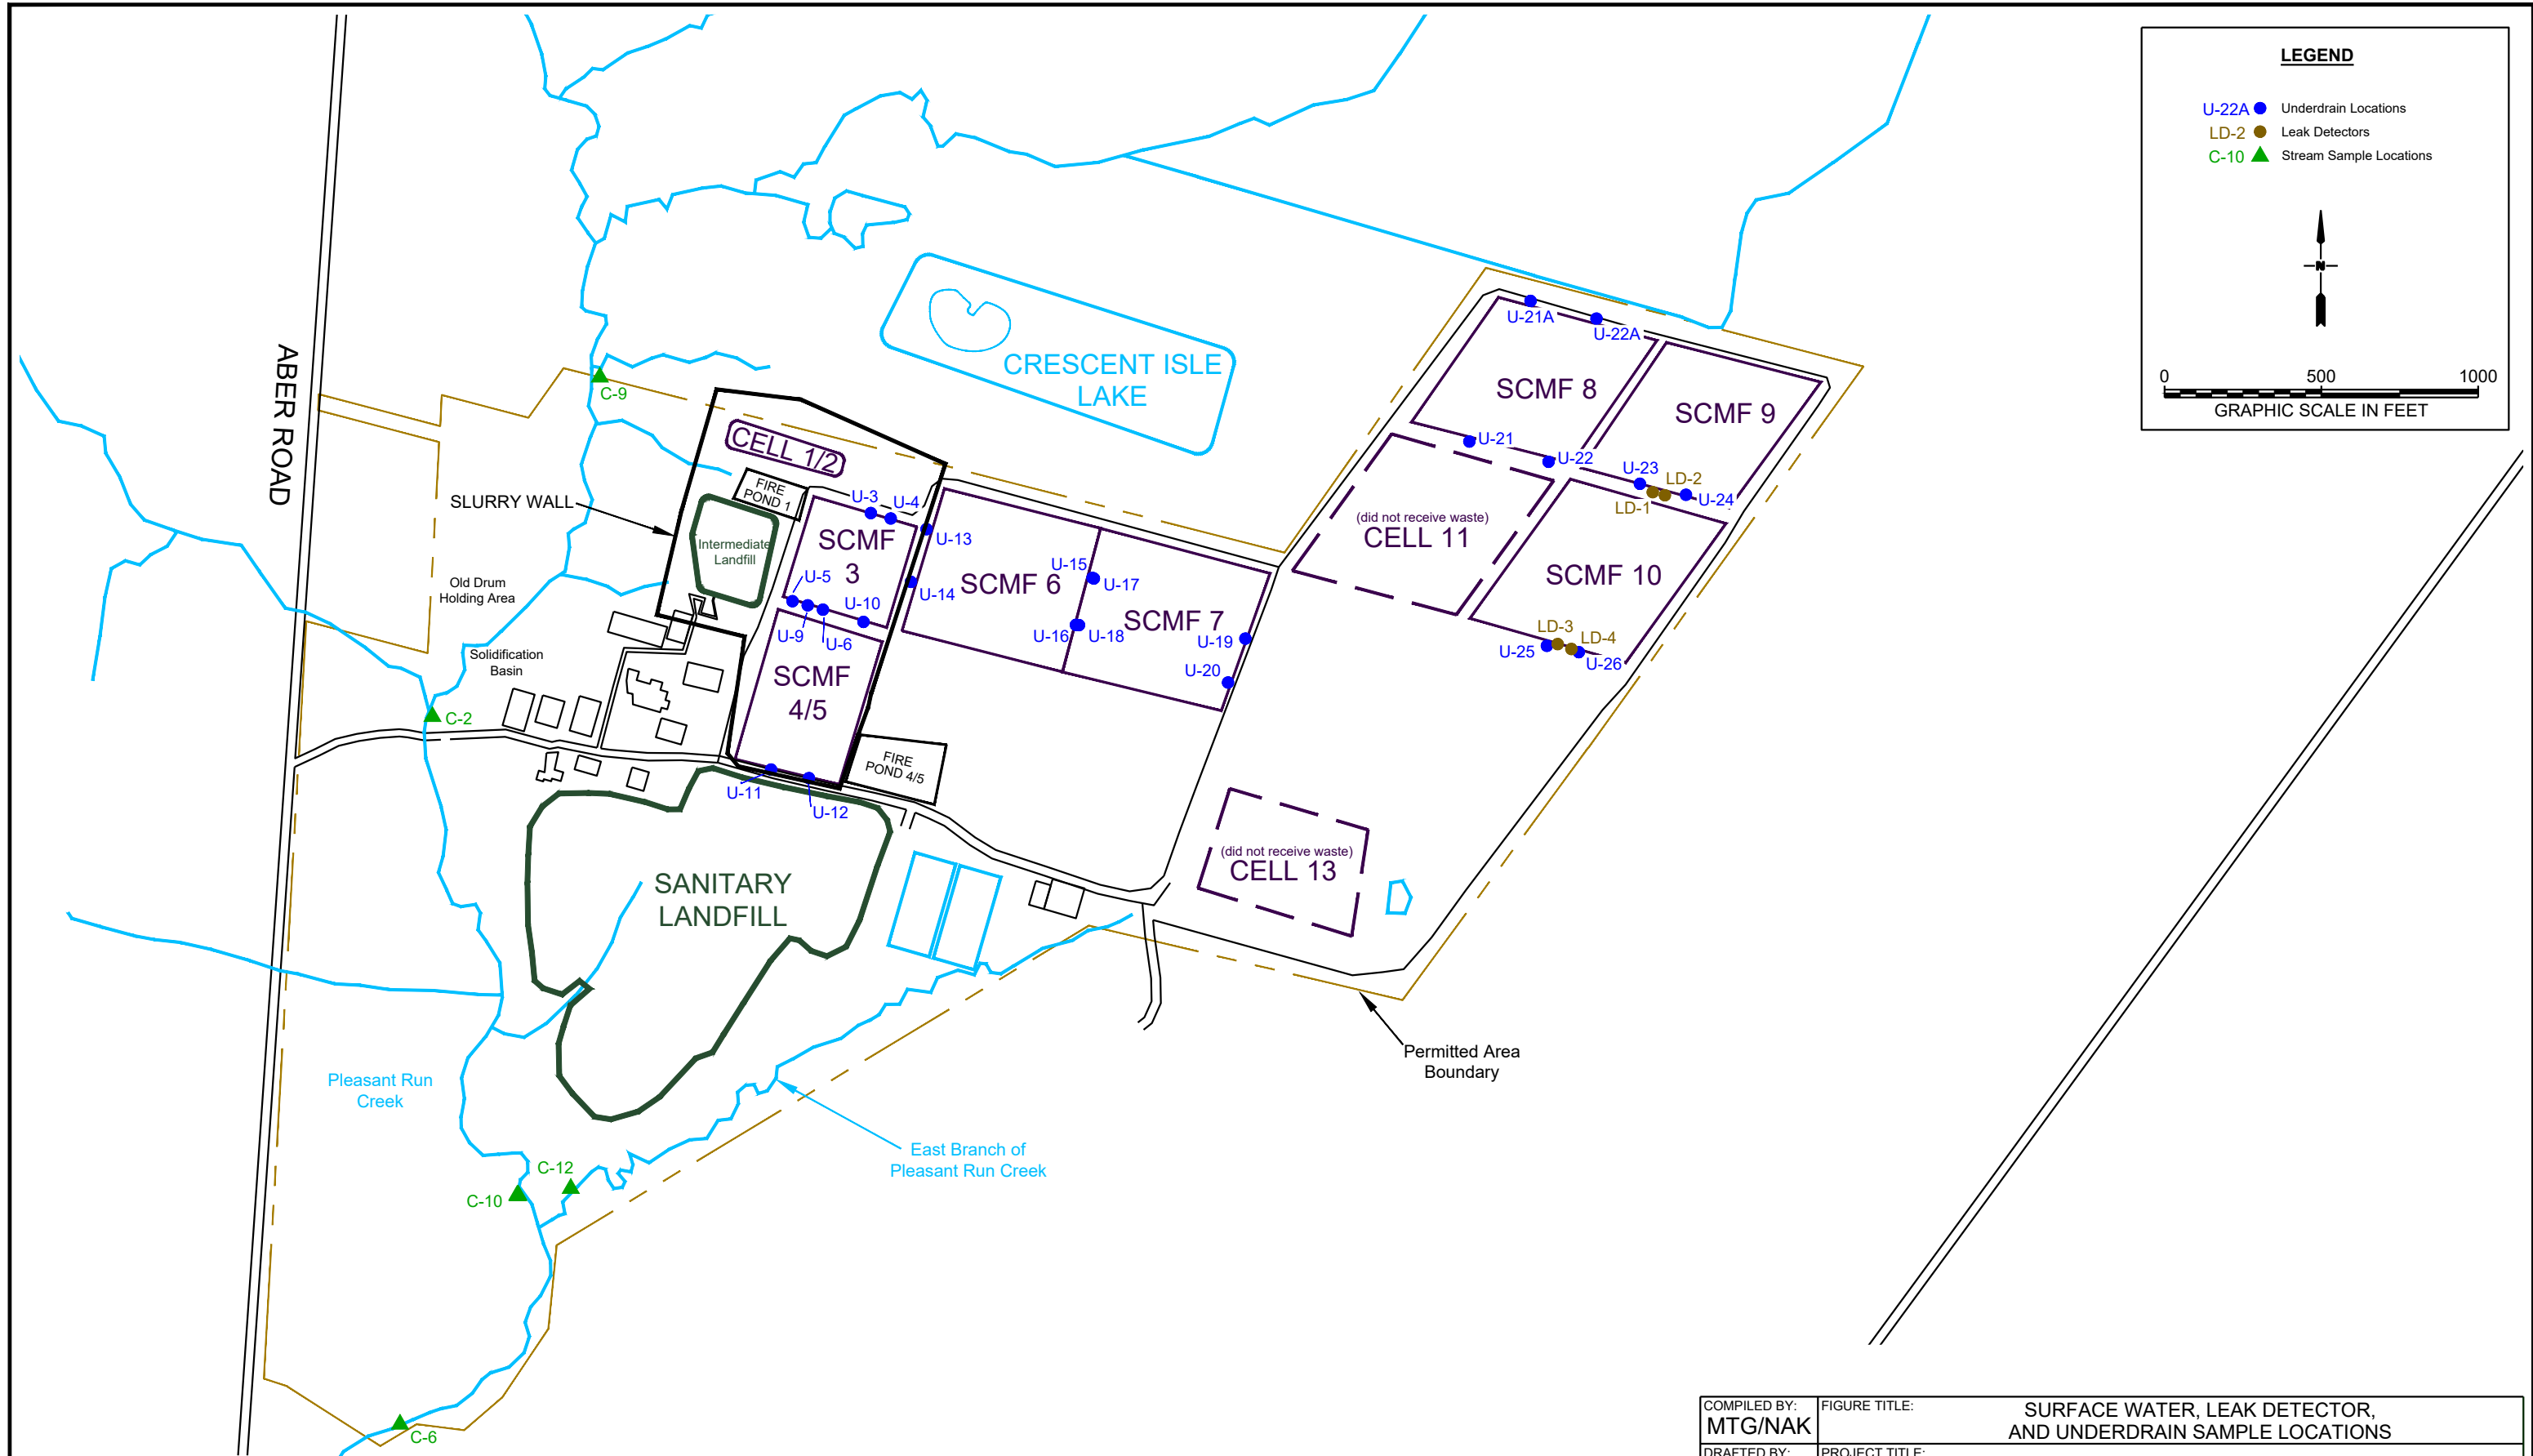 LEGEND
U-22A Underdrain Locations
LD-2 Leak Detectors
C-10 Stream Sample Locations
N
0 500 1000
GRAPHIC SCALE IN FEET
ABER ROAD
CRESCENT ISLE
LAKE
U-21A
U-22A
SCMF 8
SCMF 9
C-9
CELL 1/2
U-21
U-22
U-23
LD-2
U-24
LD-1
SLURRY WALL
FIRE
POND 1
U-3
U-4
U-13
(did not receive waste)
CELL 11
Intermediate
Landfill
SCMF
3
U-15
U-17
SCMF 6
SCMF 10
Old Drum
Holding Area
U-5
U-14
U-10
U-9
U-6
U-16
U-18
SCMF 7
U-19
LD-3
LD-4
U-25
U-26
Solidification
Basin
SCMF
4/5
U-20
C-2
FIRE
POND 4/5
U-11
U-12
(did not receive waste)
CELL 13
SANITARY
LANDFILL
Permitted Area
Boundary
Pleasant Run
Creek
East Branch of
Pleasant Run Creek
C-12
C-10
C-6
COMPILED BY:
MTG/NAK
FIGURE TITLE:
SURFACE WATER, LEAK DETECTOR,
AND UNDERDRAIN SAMPLE LOCATIONS
DRAFTED BY:
PROJECT TITLE: